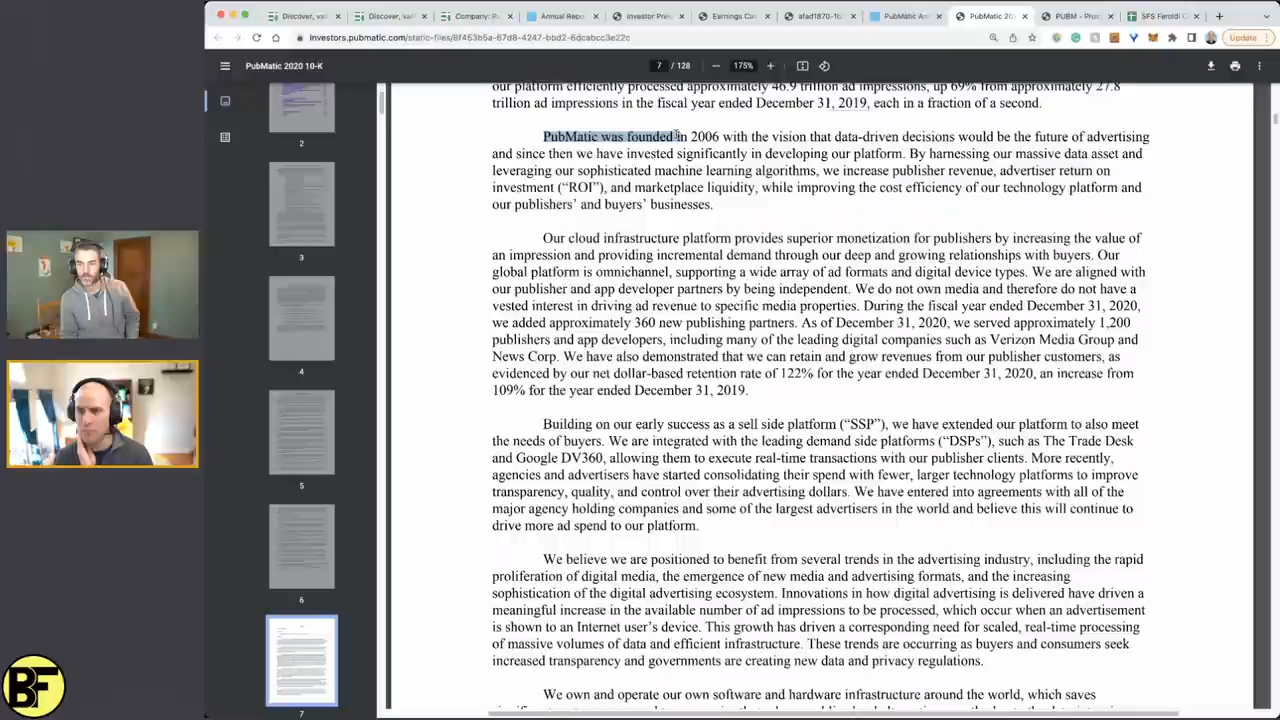 Discover, val
Discover, val
Company: Pu
Annual Repo
Investor Pre
Earnings Ca
afad1870-1b
PubMatic An
PubMatic 20
PUBM - Pro
SFS Feroldi Q
investors.pubmatic.com/static-files/8f453b5a-67d8-4247-bbd2-6dcabcc3e22c
Update
PubMatic 2020 10-K
7 / 128
175%
our platform efficiently processed approximately 46.9 trillion ad impressions, up 69% from approximately 27.8
trillion ad impressions in the fiscal year ended December 31, 2019, each in a fraction of a second.
PubMatic was founded in 2006 with the vision that data-driven decisions would be the future of advertising
and since then we have invested significantly in developing our platform. By harnessing our massive data asset and
leveraging our sophisticated machine learning algorithms, we increase publisher revenue, advertiser return on
investment (“ROI”), and marketplace liquidity, while improving the cost efficiency of our technology platform and
our publishers’ and buyers’ businesses.
Our cloud infrastructure platform provides superior monetization for publishers by increasing the value of
an impression and providing incremental demand through our deep and growing relationships with buyers. Our
global platform is omnichannel, supporting a wide array of ad formats and digital device types. We are aligned with
our publisher and app developer partners by being independent. We do not own media and therefore do not have a
vested interest in driving ad revenue to specific media properties. During the fiscal year ended December 31, 2020,
we added approximately 360 new publishing partners. As of December 31, 2020, we served approximately 1,200
publishers and app developers, including many of the leading digital companies such as Verizon Media Group and
News Corp. We have also demonstrated that we can retain and grow revenues from our publisher customers, as
evidenced by our net dollar-based retention rate of 122% for the year ended December 31, 2020, an increase from
109% for the year ended December 31, 2019.
Building on our early success as a sell side platform (“SSP”), we have extended our platform to also meet
the needs of buyers. We are integrated with the leading demand side platforms (“DSPs”), such as The Trade Desk
and Google DV360, allowing them to execute real-time transactions with our publisher clients. More recently,
agencies and advertisers have started consolidating their spend with fewer, larger technology platforms to improve
transparency, quality, and control over their advertising dollars. We have entered into agreements with all of the
major agency holding companies and some of the largest advertisers in the world and believe this will continue to
drive more ad spend to our platform.
We believe we are positioned to benefit from several trends in the advertising industry, including the rapid
proliferation of digital media, the emergence of new media and advertising formats, and the increasing
sophistication of the digital advertising ecosystem. Innovations in how digital advertising is delivered have driven a
meaningful increase in the available number of ad impressions to be processed, which occur when an advertisement
is shown to an Internet user’s device. This growth has driven a corresponding need for scaled, real-time processing
of massive volumes of data and efficient infrastructure. These trends are occurring as buyers and consumers seek
increased transparency and governments are creating new data and privacy regulations.
We own and operate our own software and hardware infrastructure around the world, which saves
2
3
4
5
6
7
BF